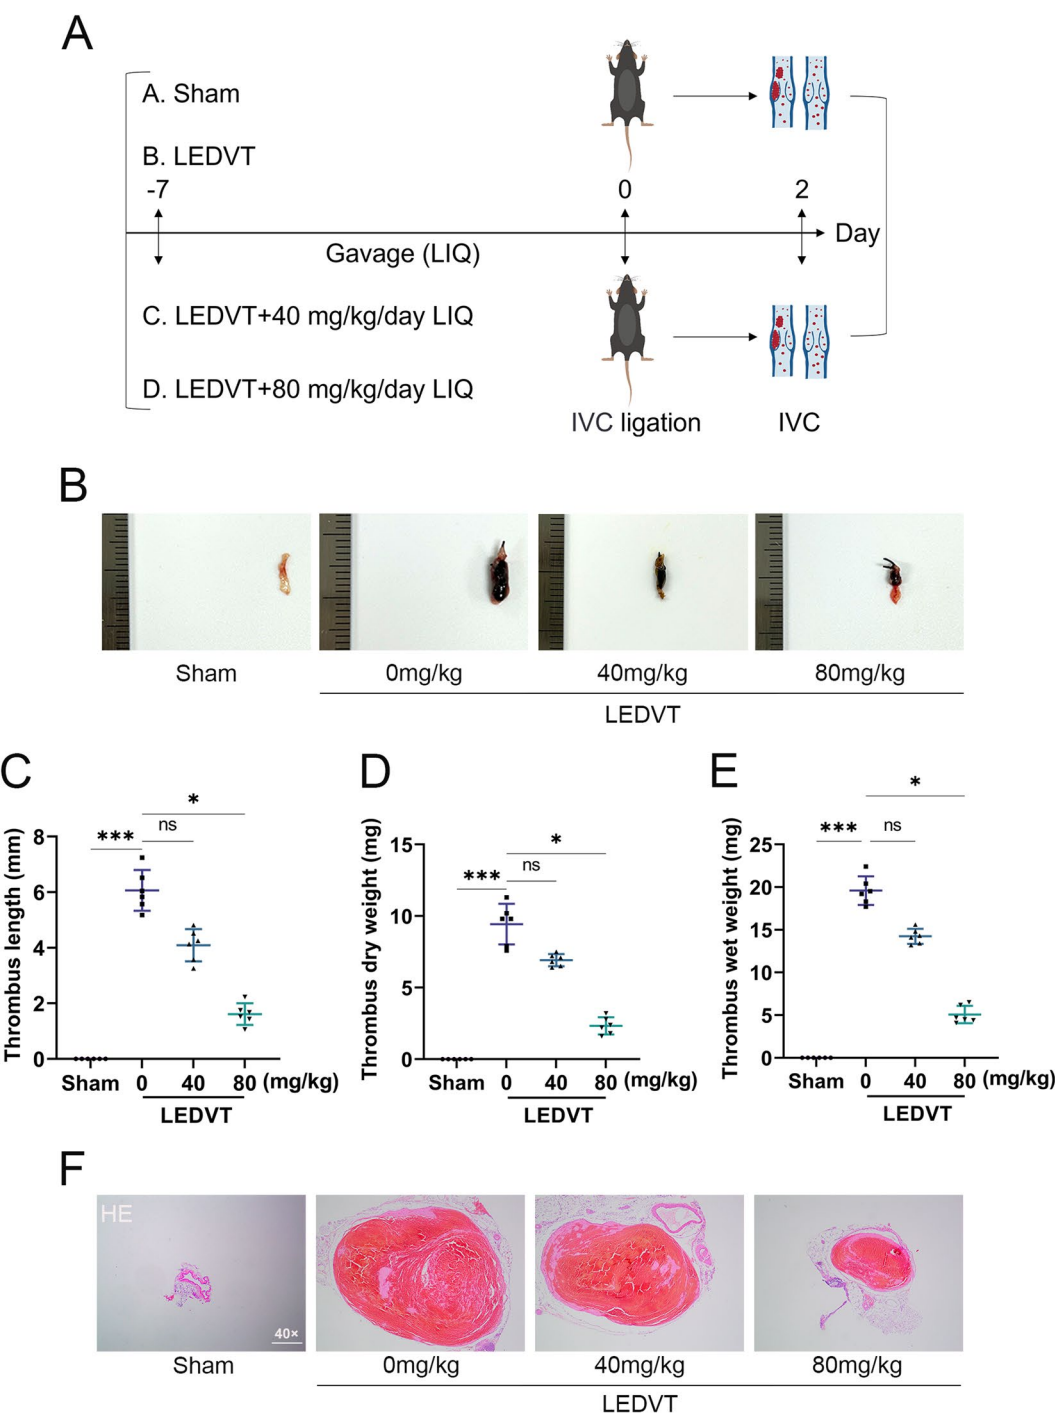 A
A. Sham
B. LEDVT
-7
0
2
Day
Gavage (LIQ)
C. LEDVT+40 mg/kg/day LIQ
D. LEDVT+80 mg/kg/day LIQ
IVC ligation
IVC
B
Sham
0mg/kg
40mg/kg
80mg/kg
LEDVT
C
Thrombus length (mm)
8
6
4
2
0
***
ns
*
Sham
0
40
80
(mg/kg)
LEDVT
D
Thrombus dry weight (mg)
15
10
5
0
***
ns
*
Sham
0
40
80
(mg/kg)
LEDVT
E
Thrombus wet weight (mg)
25
20
15
10
5
0
***
ns
*
Sham
0
40
80
(mg/kg)
LEDVT
F
HE
40×
Sham
0mg/kg
40mg/kg
80mg/kg
LEDVT